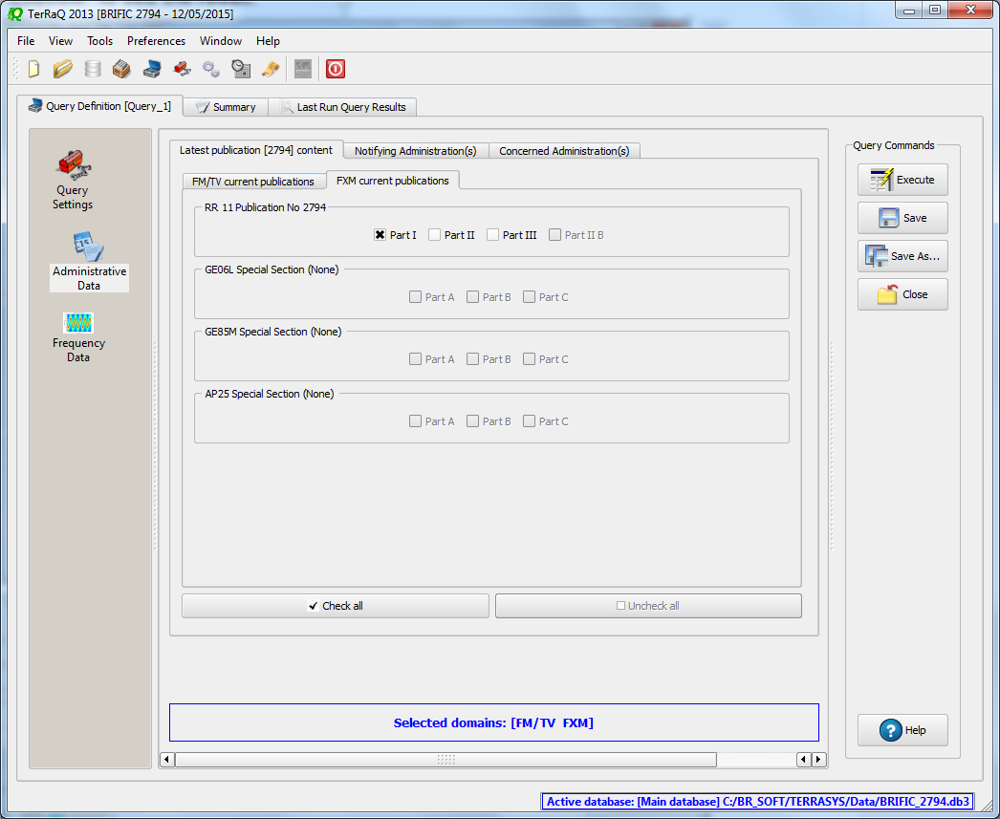 TerRaQ 2013 [BRIFIC 2794 - 12/05/2015]
File View Tools Preferences Window Help
Query Definition [Query_1] Summary Last Run Query Results
Query Settings
Administrative Data
Frequency Data
Latest publication [2794] content Notifying Administration(s) Concerned Administration(s)
FM/TV current publications FXM current publications
RR 11 Publication No 2794
Part I Part II Part III Part II B
GE06L Special Section (None)
Part A Part B Part C
GE85M Special Section (None)
Part A Part B Part C
AP25 Special Section (None)
Part A Part B Part C
Check all Uncheck all
Selected domains: [FM/TV FXM]
Query Commands
Execute
Save
Save As...
Close
Help
Active database: [Main database] C:/BR_SOFT/TERRASYS/Data/BRIFIC_2794.db3